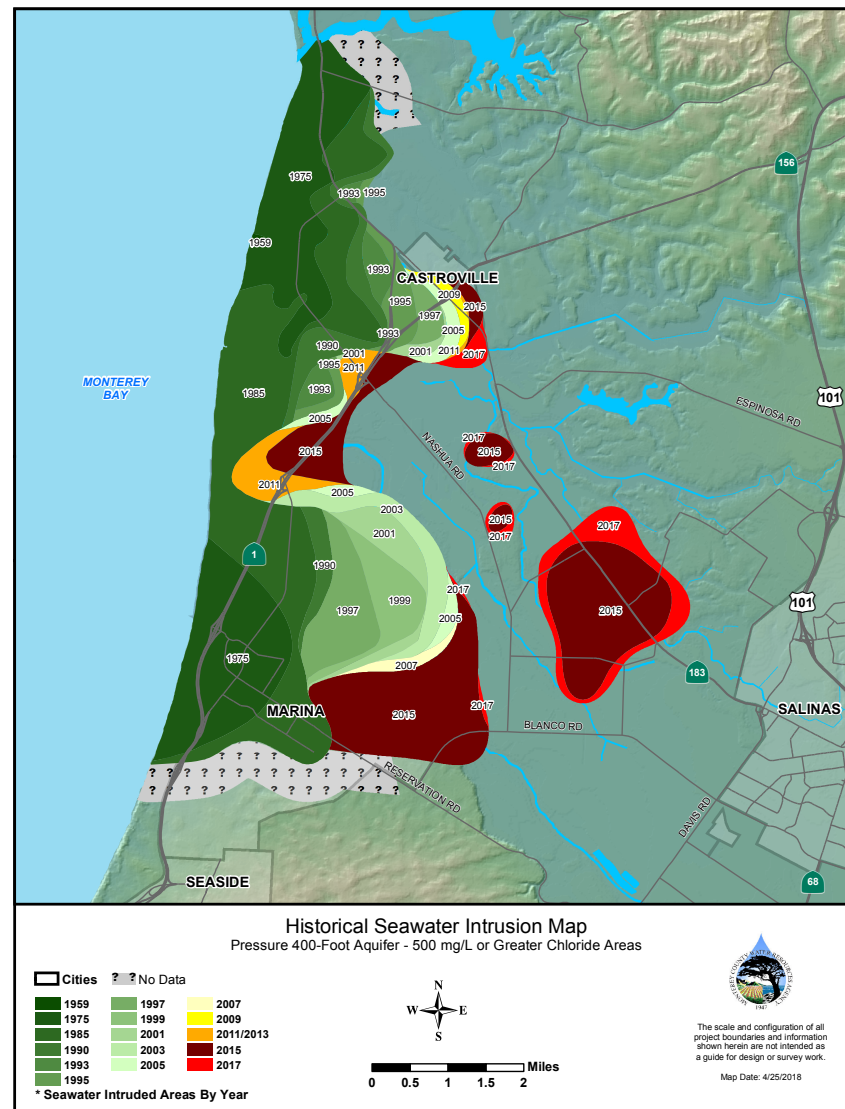 ? ? ?
? ? ? ?
? ? ?
? ? ?
? ?
? ? ?
156
1975
1993
1995
1959
1993
CASTROVILLE
2009
1995
2015
1997
1993
2005
1990
2001
2001
2011
2017
1995
2011
MONTEREY
BAY
1993
1985
101
ESPINOSA RD
2005
NASHUA RD
2017
2015
2015
2017
2011
2005
2003
2015
2017
2001
2017
1
1990
2017
101
1999
1997
2015
2005
2007
1975
183
MARINA
2015
2017
SALINAS
BLANCO RD
? ? ? ? ? ?
? ? ? ? ? ? ? ? ? ?
? ? ? ? ? ? ? ? ? ? ?
RESERVATION RD
DAVIS RD
SEASIDE
68
Historical Seawater Intrusion Map
Pressure 400-Foot Aquifer - 500 mg/L or Greater Chloride Areas
Cities
? ? No Data
1959
1975
1985
1990
1993
1995
1997
1999
2001
2003
2005
2007
2009
2011/2013
2015
2017
* Seawater Intruded Areas By Year
N
W E
S
Miles
0 0.5 1 1.5 2
MONTEREY COUNTY WATER RESOURCES AGENCY
1947
The scale and configuration of all
project boundaries and information
shown herein are not intended as
a guide for design or survey work.
Map Date: 4/25/2018